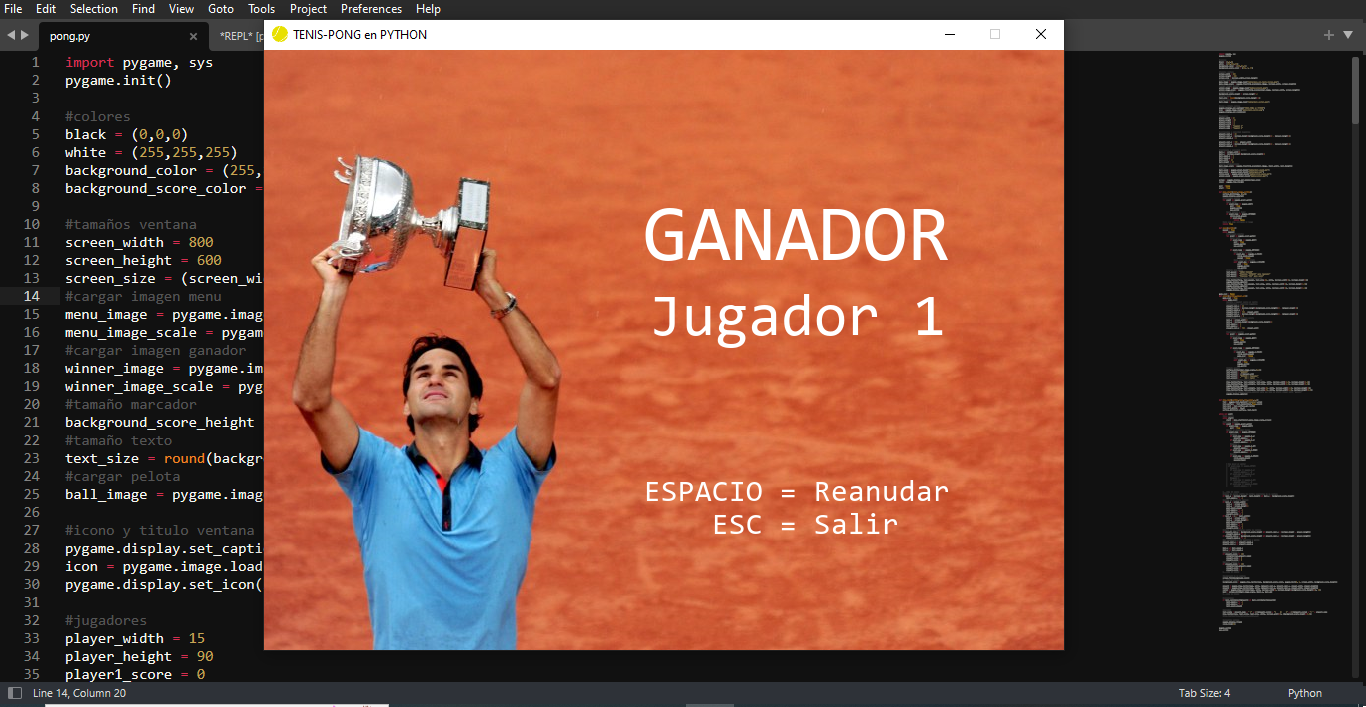 File Edit Selection Find View Goto Tools Project Preferences Help
pong.py
*REPL* [p
TENIS-PONG en PYTHON
1 import pygame, sys
2 pygame.init()
3
4 #colores
5 black = (0,0,0)
6 white = (255,255,255)
7 background_color = (255,
8 background_score_color =
9
10 #tamaños ventana
11 screen_width = 800
12 screen_height = 600
13 screen_size = (screen_wi
14 #cargar imagen menu
15 menu_image = pygame.imag
16 menu_image_scale = pygam
17 #cargar imagen ganador
18 winner_image = pygame.im
19 winner_image_scale = pyg
20 #tamaño marcador
21 background_score_height
22 #tamaño texto
23 text_size = round(backgr
24 #cargar pelota
25 ball_image = pygame.imag
26
27 #icono y titulo ventana
28 pygame.display.set_capti
29 icon = pygame.image.load
30 pygame.display.set_icon(
31
32 #jugadores
33 player_width = 15
34 player_height = 90
35 player1_score = 0
GANADOR
Jugador 1
ESPACIO = Reanudar
ESC = Salir
Line 14, Column 20
Tab Size: 4
Python